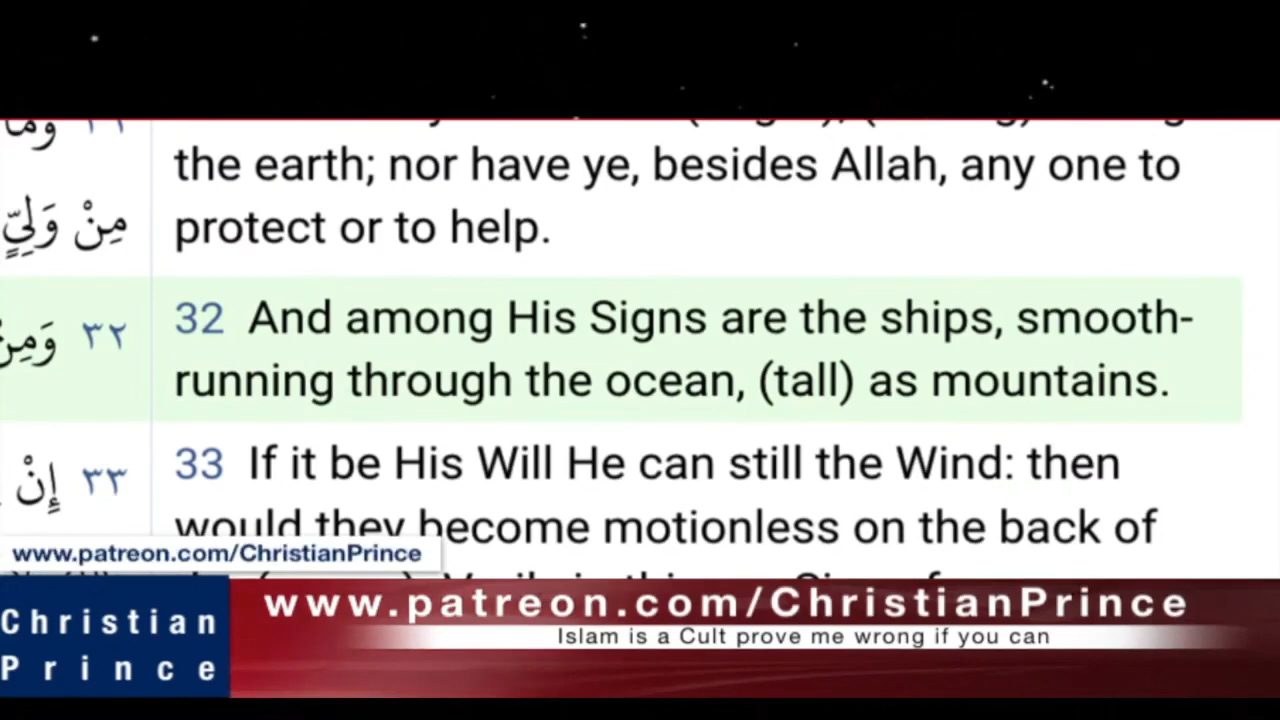 وَمَا ٣١
the earth; nor have ye, besides Allah, any one to
مِنْ وَلِيٍّ
protect or to help.
32 And among His Signs are the ships, smooth-
وَمِنْ ٣٢
running through the ocean, (tall) as mountains.
33 If it be His Will He can still the Wind: then
إِنْ ٣٣
would they become motionless on the back of
www.patreon.com/ChristianPrince
www.patreon.com/ChristianPrince
Christian
Prince
Islam is a Cult prove me wrong if you can